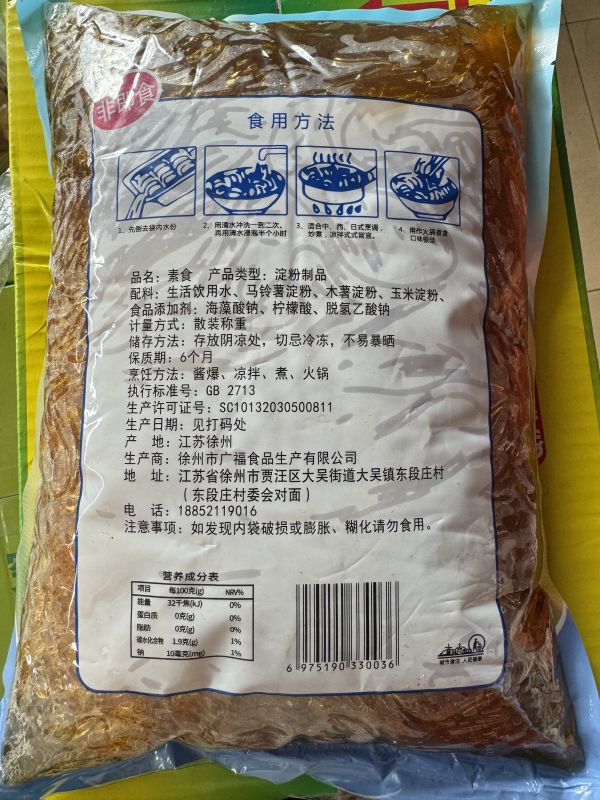 非即食
食用方法
1、先倒去袋内水份
2、用清水冲洗一到二次,
再用清水浸泡半个小时
3、适合中、西、日式烹调,
炒煮,凉拌式式皆宜。
4、用作火锅煮食
口味极佳
品名：素食 产品类型：淀粉制品
配料：生活饮用水、马铃薯淀粉、木薯淀粉、玉米淀粉、
食品添加剂：海藻酸钠、柠檬酸、脱氢乙酸钠
计量方式：散装称重
储存方法：存放阴凉处，切忌冷冻，不易暴晒
保质期：6个月
烹饪方法：酱爆、凉拌、煮、火锅
执行标准号：GB 2713
生产许可证号：SC10132030500811
生产日期：见打码处
产 地：江苏徐州
生产商：徐州市广福食品生产有限公司
地 址：江苏省徐州市贾汪区大吴街道大吴镇东段庄村
（东段庄村委会对面）
电 话：18852119016
注意事项：如发现内袋破损或膨胀、糊化请勿食用。
营养成分表
项目 每100克(g) NRV%
能量 32千焦(kJ) 0%
蛋白质 0克(g) 0%
脂肪 0克(g) 0%
碳水化合物 1.9克(g) 1%
钠 10毫克(mg) 1%
6 975190 330036
城市清洁 人民健康